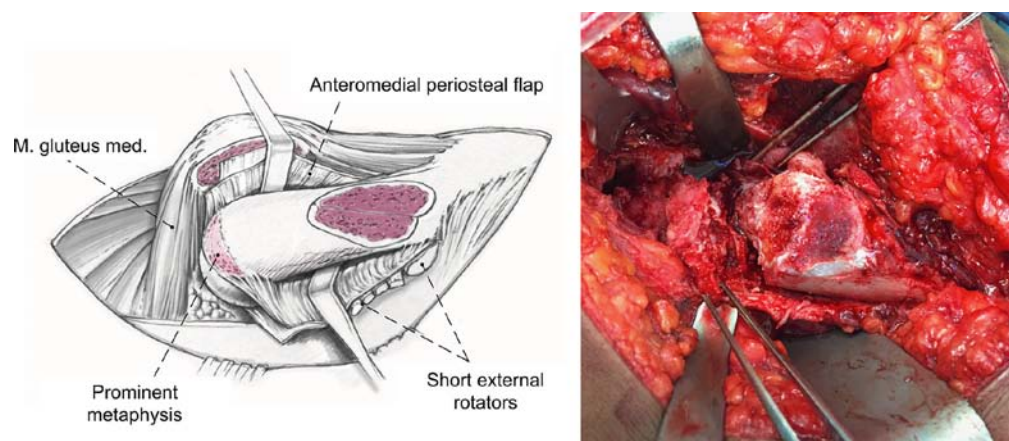 Anteromedial periosteal flap
M. gluteus med.
Prominent
metaphysis
Short external
rotators